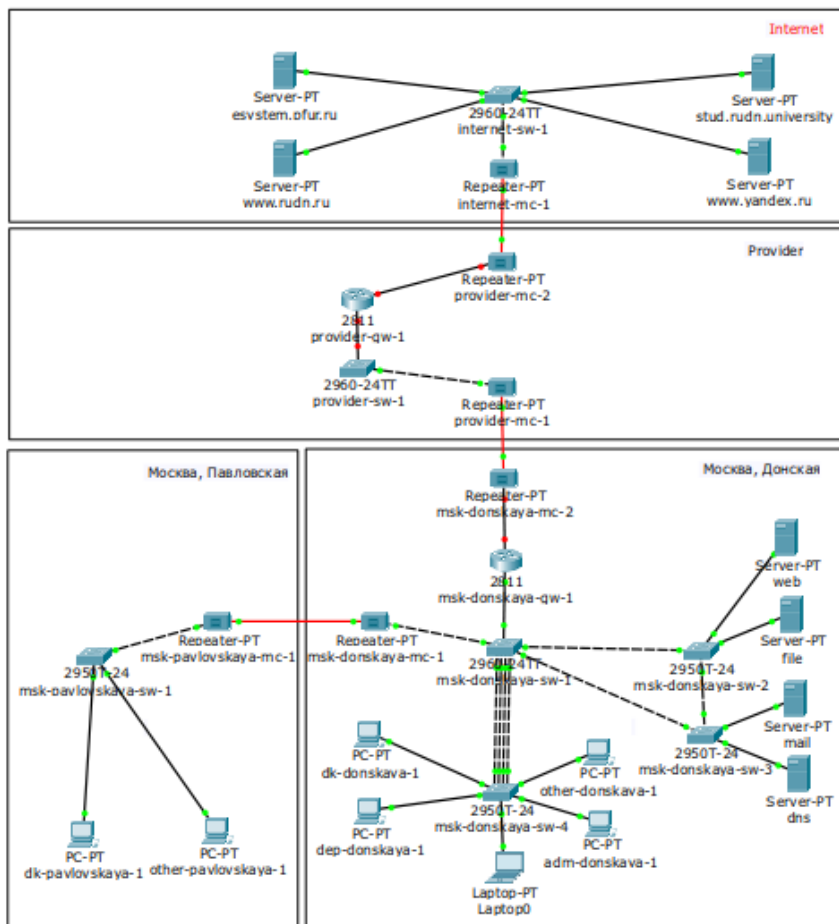 Internet
Server-PT
esystem.pfur.ru
2960-24TT
internet-sw-1
Server-PT
stud.rudn.university
Server-PT
www.rudn.ru
Repeater-PT
internet-mc-1
Server-PT
www.yandex.ru
Provider
Repeater-PT
provider-mc-2
2811
provider-gw-1
2960-24TT
provider-sw-1
Repeater-PT
provider-mc-1
Москва, Павловская
Москва, Донская
Repeater-PT
msk-donskaya-mc-2
Server-PT
web
2811
msk-donskaya-gw-1
Repeater-PT
msk-pavlovskaya-mc-1
Repeater-PT
msk-donskaya-mc-1
2960-24TT
msk-donskaya-sw-1
Server-PT
file
2950T-24
msk-pavlovskaya-sw-1
2950T-24
msk-donskaya-sw-2
Server-PT
mail
2950T-24
msk-donskaya-sw-3
PC-PT
dk-donskaya-1
PC-PT
other-donskaya-1
Server-PT
dns
2950T-24
msk-donskaya-sw-4
PC-PT
dep-donskaya-1
PC-PT
adm-donskaya-1
PC-PT
dk-pavlovskaya-1
PC-PT
other-pavlovskaya-1
Laptop-PT
Laptop0